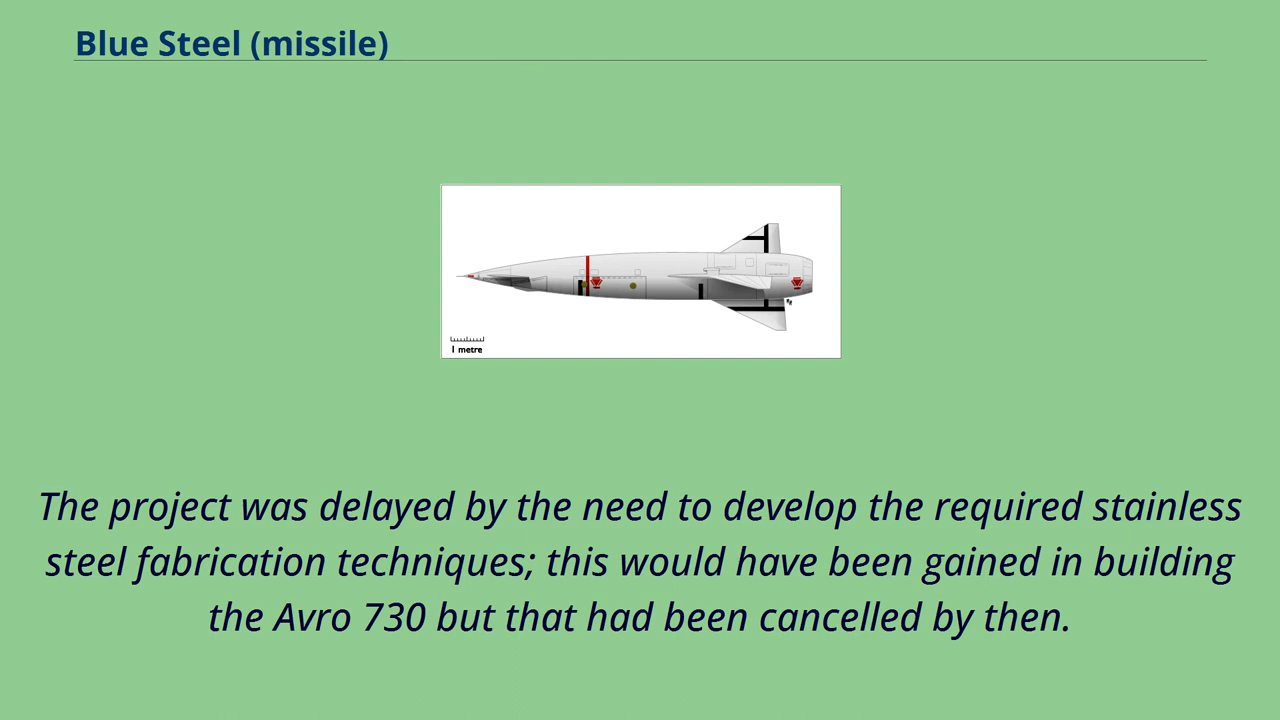 Blue Steel (missile)
1 metre
The project was delayed by the need to develop the required stainless
steel fabrication techniques; this would have been gained in building
the Avro 730 but that had been cancelled by then.